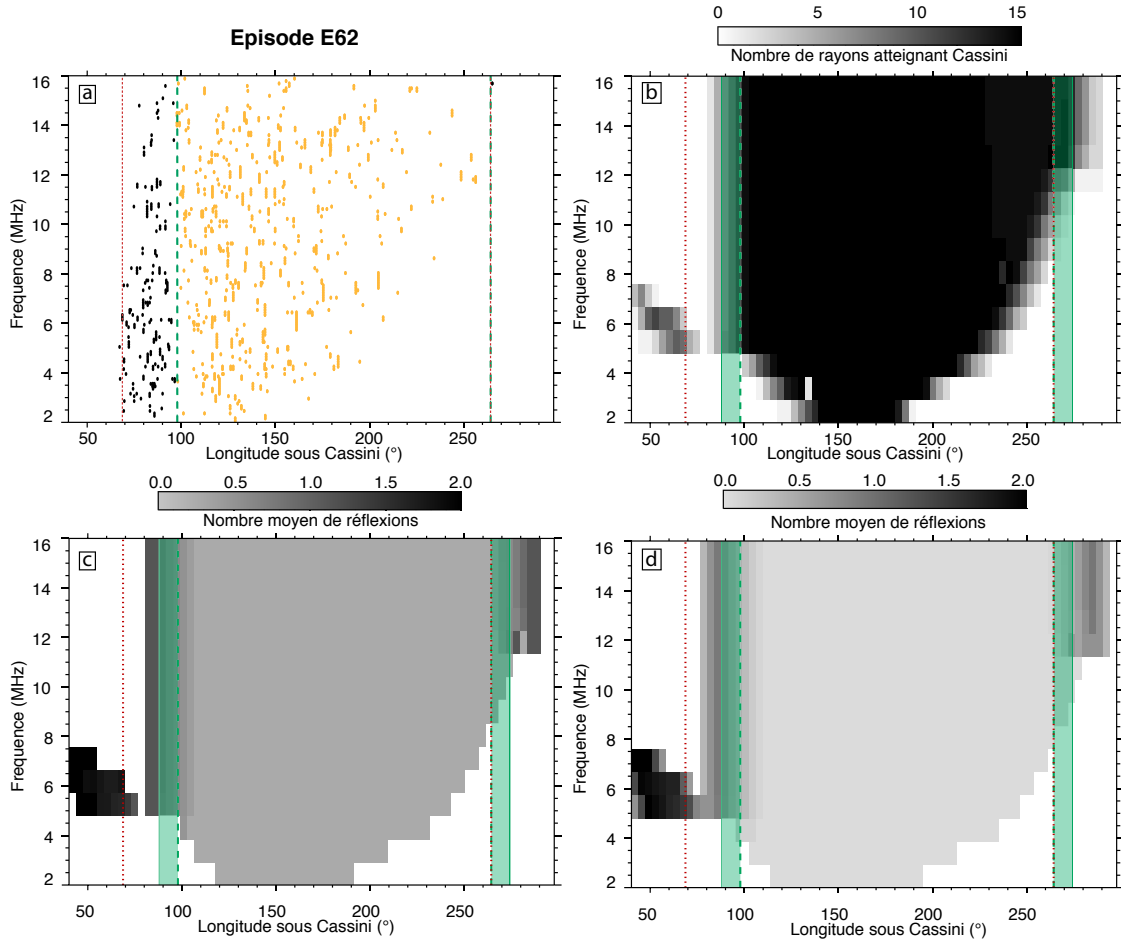 Episode E62
0 5 10 15
Nombre de rayons atteignant Cassini
a
16
14
12
10
8
6
4
2
Frequence (MHz)
50 100 150 200 250
Longitude sous Cassini (°)
b
16
14
12
10
8
6
4
2
Frequence (MHz)
50 100 150 200 250
Longitude sous Cassini (°)
0.0 0.5 1.0 1.5 2.0
Nombre moyen de réflexions
c
16
14
12
10
8
6
4
2
Frequence (MHz)
50 100 150 200 250
Longitude sous Cassini (°)
0.0 0.5 1.0 1.5 2.0
Nombre moyen de réflexions
d
16
14
12
10
8
6
4
2
Frequence (MHz)
50 100 150 200 250
Longitude sous Cassini (°)